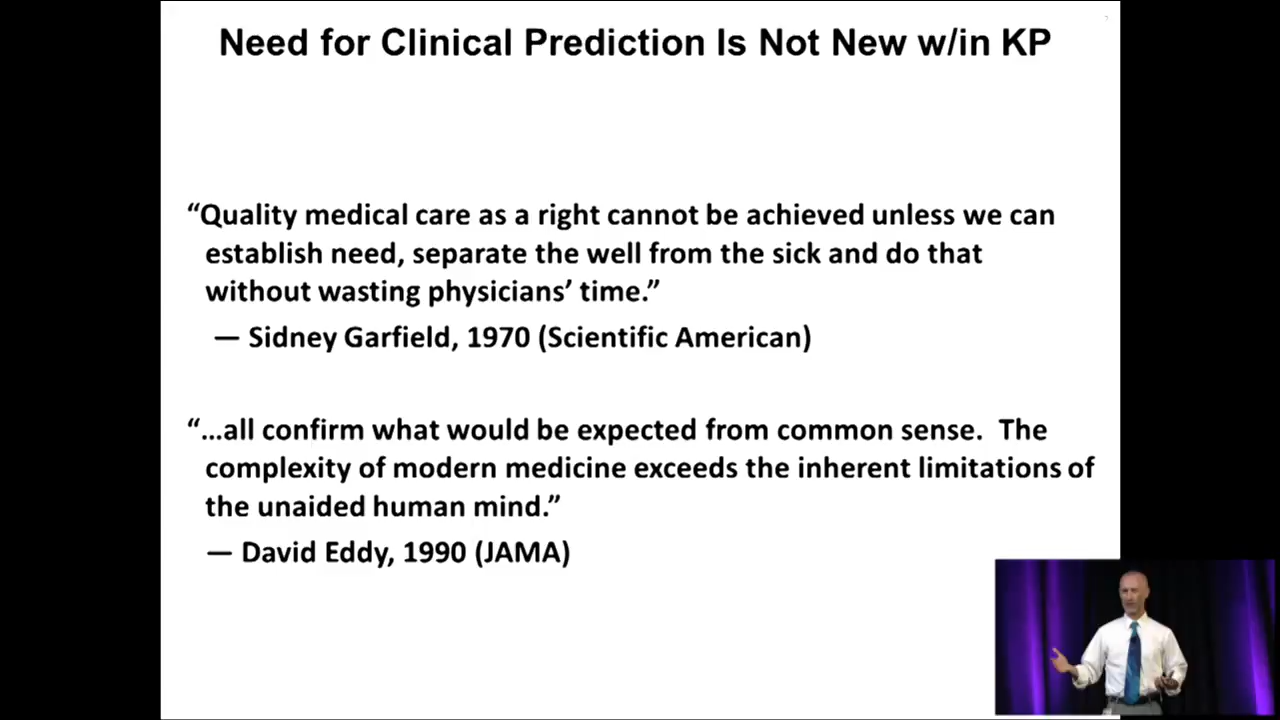 Need for Clinical Prediction Is Not New w/in KP
“Quality medical care as a right cannot be achieved unless we can
establish need, separate the well from the sick and do that
without wasting physicians’ time.”
— Sidney Garfield, 1970 (Scientific American)
“…all confirm what would be expected from common sense.  The
complexity of modern medicine exceeds the inherent limitations of
the unaided human mind.”
— David Eddy, 1990 (JAMA)